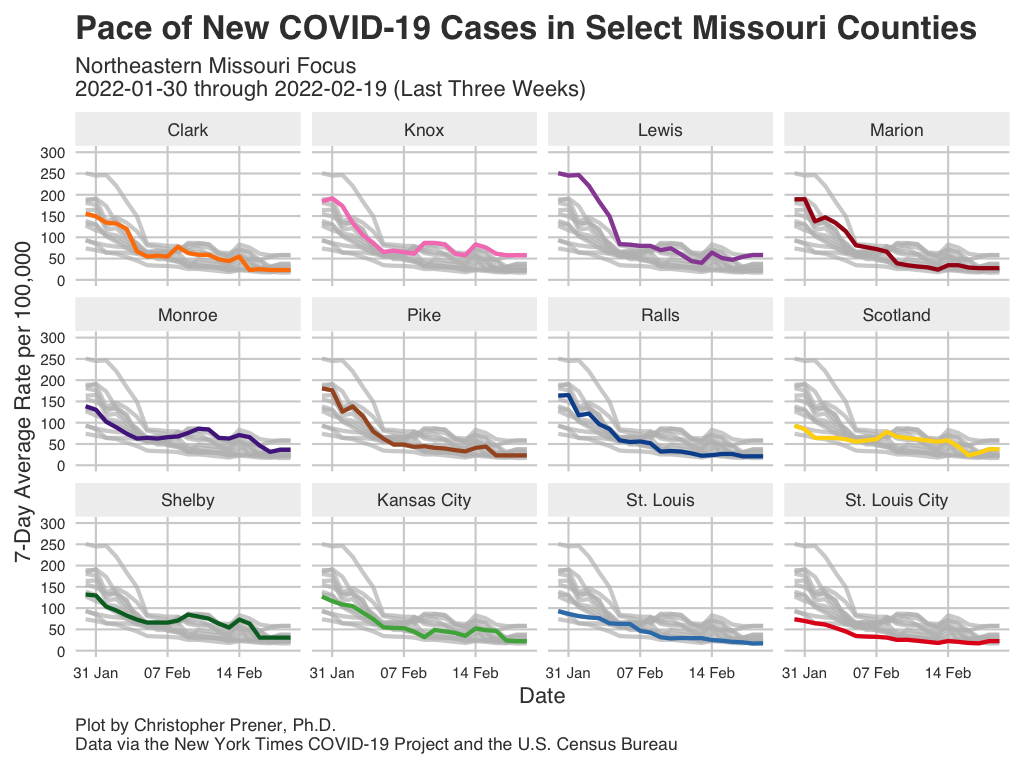 Pace of New COVID-19 Cases in Select Missouri Counties
Northeastern Missouri Focus
2022-01-30 through 2022-02-19 (Last Three Weeks)
Clark
Knox
Lewis
Marion
300
250
200
150
100
50
0
Monroe
Pike
Ralls
Scotland
300
250
200
150
100
50
0
Shelby
Kansas City
St. Louis
St. Louis City
300
250
200
150
100
50
0
7-Day Average Rate per 100,000
31 Jan
07 Feb
14 Feb
31 Jan
07 Feb
14 Feb
31 Jan
07 Feb
14 Feb
31 Jan
07 Feb
14 Feb
Date
Plot by Christopher Prener, Ph.D.
Data via the New York Times COVID-19 Project and the U.S. Census Bureau